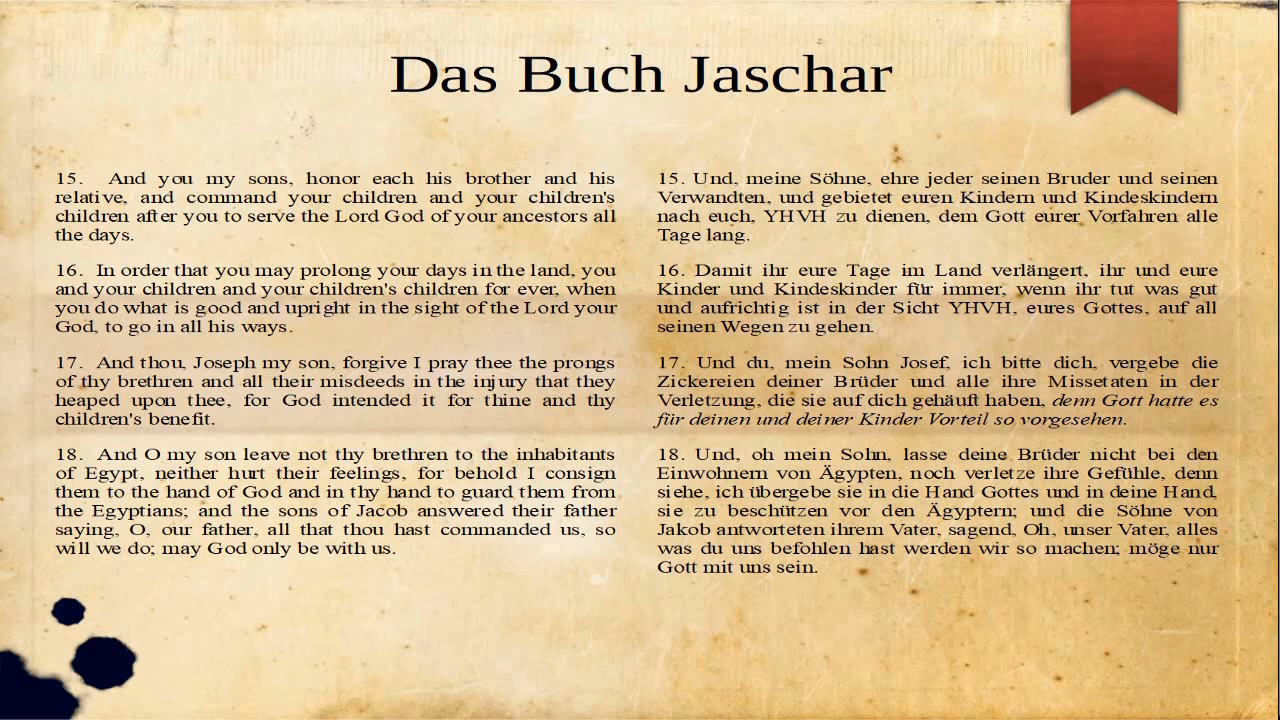 Das Buch Jaschar
15. And you my sons, honor each his brother and his
relative, and command your children and your children's
children after you to serve the Lord God of your ancestors all
the days.
16. In order that you may prolong your days in the land, you
and your children and your children's children for ever, when
you do what is good and upright in the sight of the Lord your
God, to go in all his ways.
17. And thou, Joseph my son, forgive I pray thee the prongs
of thy brethren and all their misdeeds in the injury that they
heaped upon thee, for God intended it for thine and thy
children's benefit.
18. And O my son leave not thy brethren to the inhabitants
of Egypt, neither hurt their feelings, for behold I consign
them to the hand of God and in thy hand to guard them from
the Egyptians; and the sons of Jacob answered their father
saying, O, our father, all that thou hast commanded us, so
will we do; may God only be with us.
15. Und, meine Söhne, ehre jeder seinen Bruder und seinen
Verwandten, und gebietet euren Kindern und Kindeskindern
nach euch, YHVH zu dienen, dem Gott eurer Vorfahren alle
Tage lang.
16. Damit ihr eure Tage im Land verlängert, ihr und eure
Kinder und Kindeskinder für immer, wenn ihr tut was gut
und aufrichtig ist in der Sicht YHVH, eures Gottes, auf all
seinen Wegen zu gehen.
17. Und du, mein Sohn Josef, ich bitte dich, vergebe die
Zickereien deiner Brüder und alle ihre Missetaten in der
Verletzung, die sie auf dich gehäuft haben, denn Gott hatte es
für deinen und deiner Kinder Vorteil so vorgesehen.
18. Und, oh mein Sohn, lasse deine Brüder nicht bei den
Einwohnern von Ägypten, noch verletze ihre Gefühle, denn
siehe, ich übergebe sie in die Hand Gottes und in deine Hand,
sie zu beschützen vor den Ägyptern; und die Söhne von
Jakob antworteten ihrem Vater, sagend, Oh, unser Vater, alles
was du uns befohlen hast werden wir so machen; möge nur
Gott mit uns sein.